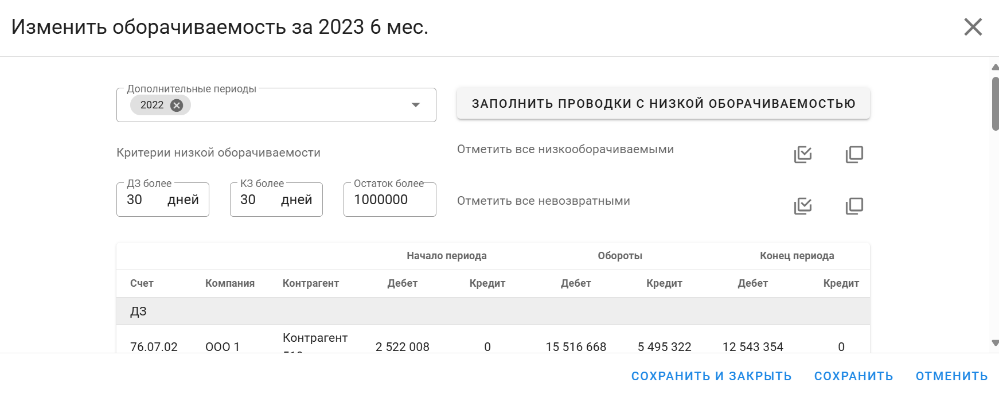 Изменить оборачиваемость за 2023 6 мес.
Дополнительные периоды
2022
ЗАПОЛНИТЬ ПРОВОДКИ С НИЗКОЙ ОБОРАЧИВАЕМОСТЬЮ
Критерии низкой оборачиваемости
Отметить все низкооборачиваемыми
ДЗ более КЗ более Остаток более
30 дней 30 дней 1000000
Отметить все невозвратными
Начало периода Обороты Конец периода
Счет Компания Контрагент Дебет Кредит Дебет Кредит Дебет Кредит
ДЗ
76.07.02 ООО 1 Контрагент 2 522 008 0 15 516 668 5 495 322 12 543 354 0
СОХРАНИТЬ И ЗАКРЫТЬ СОХРАНИТЬ ОТМЕНИТЬ